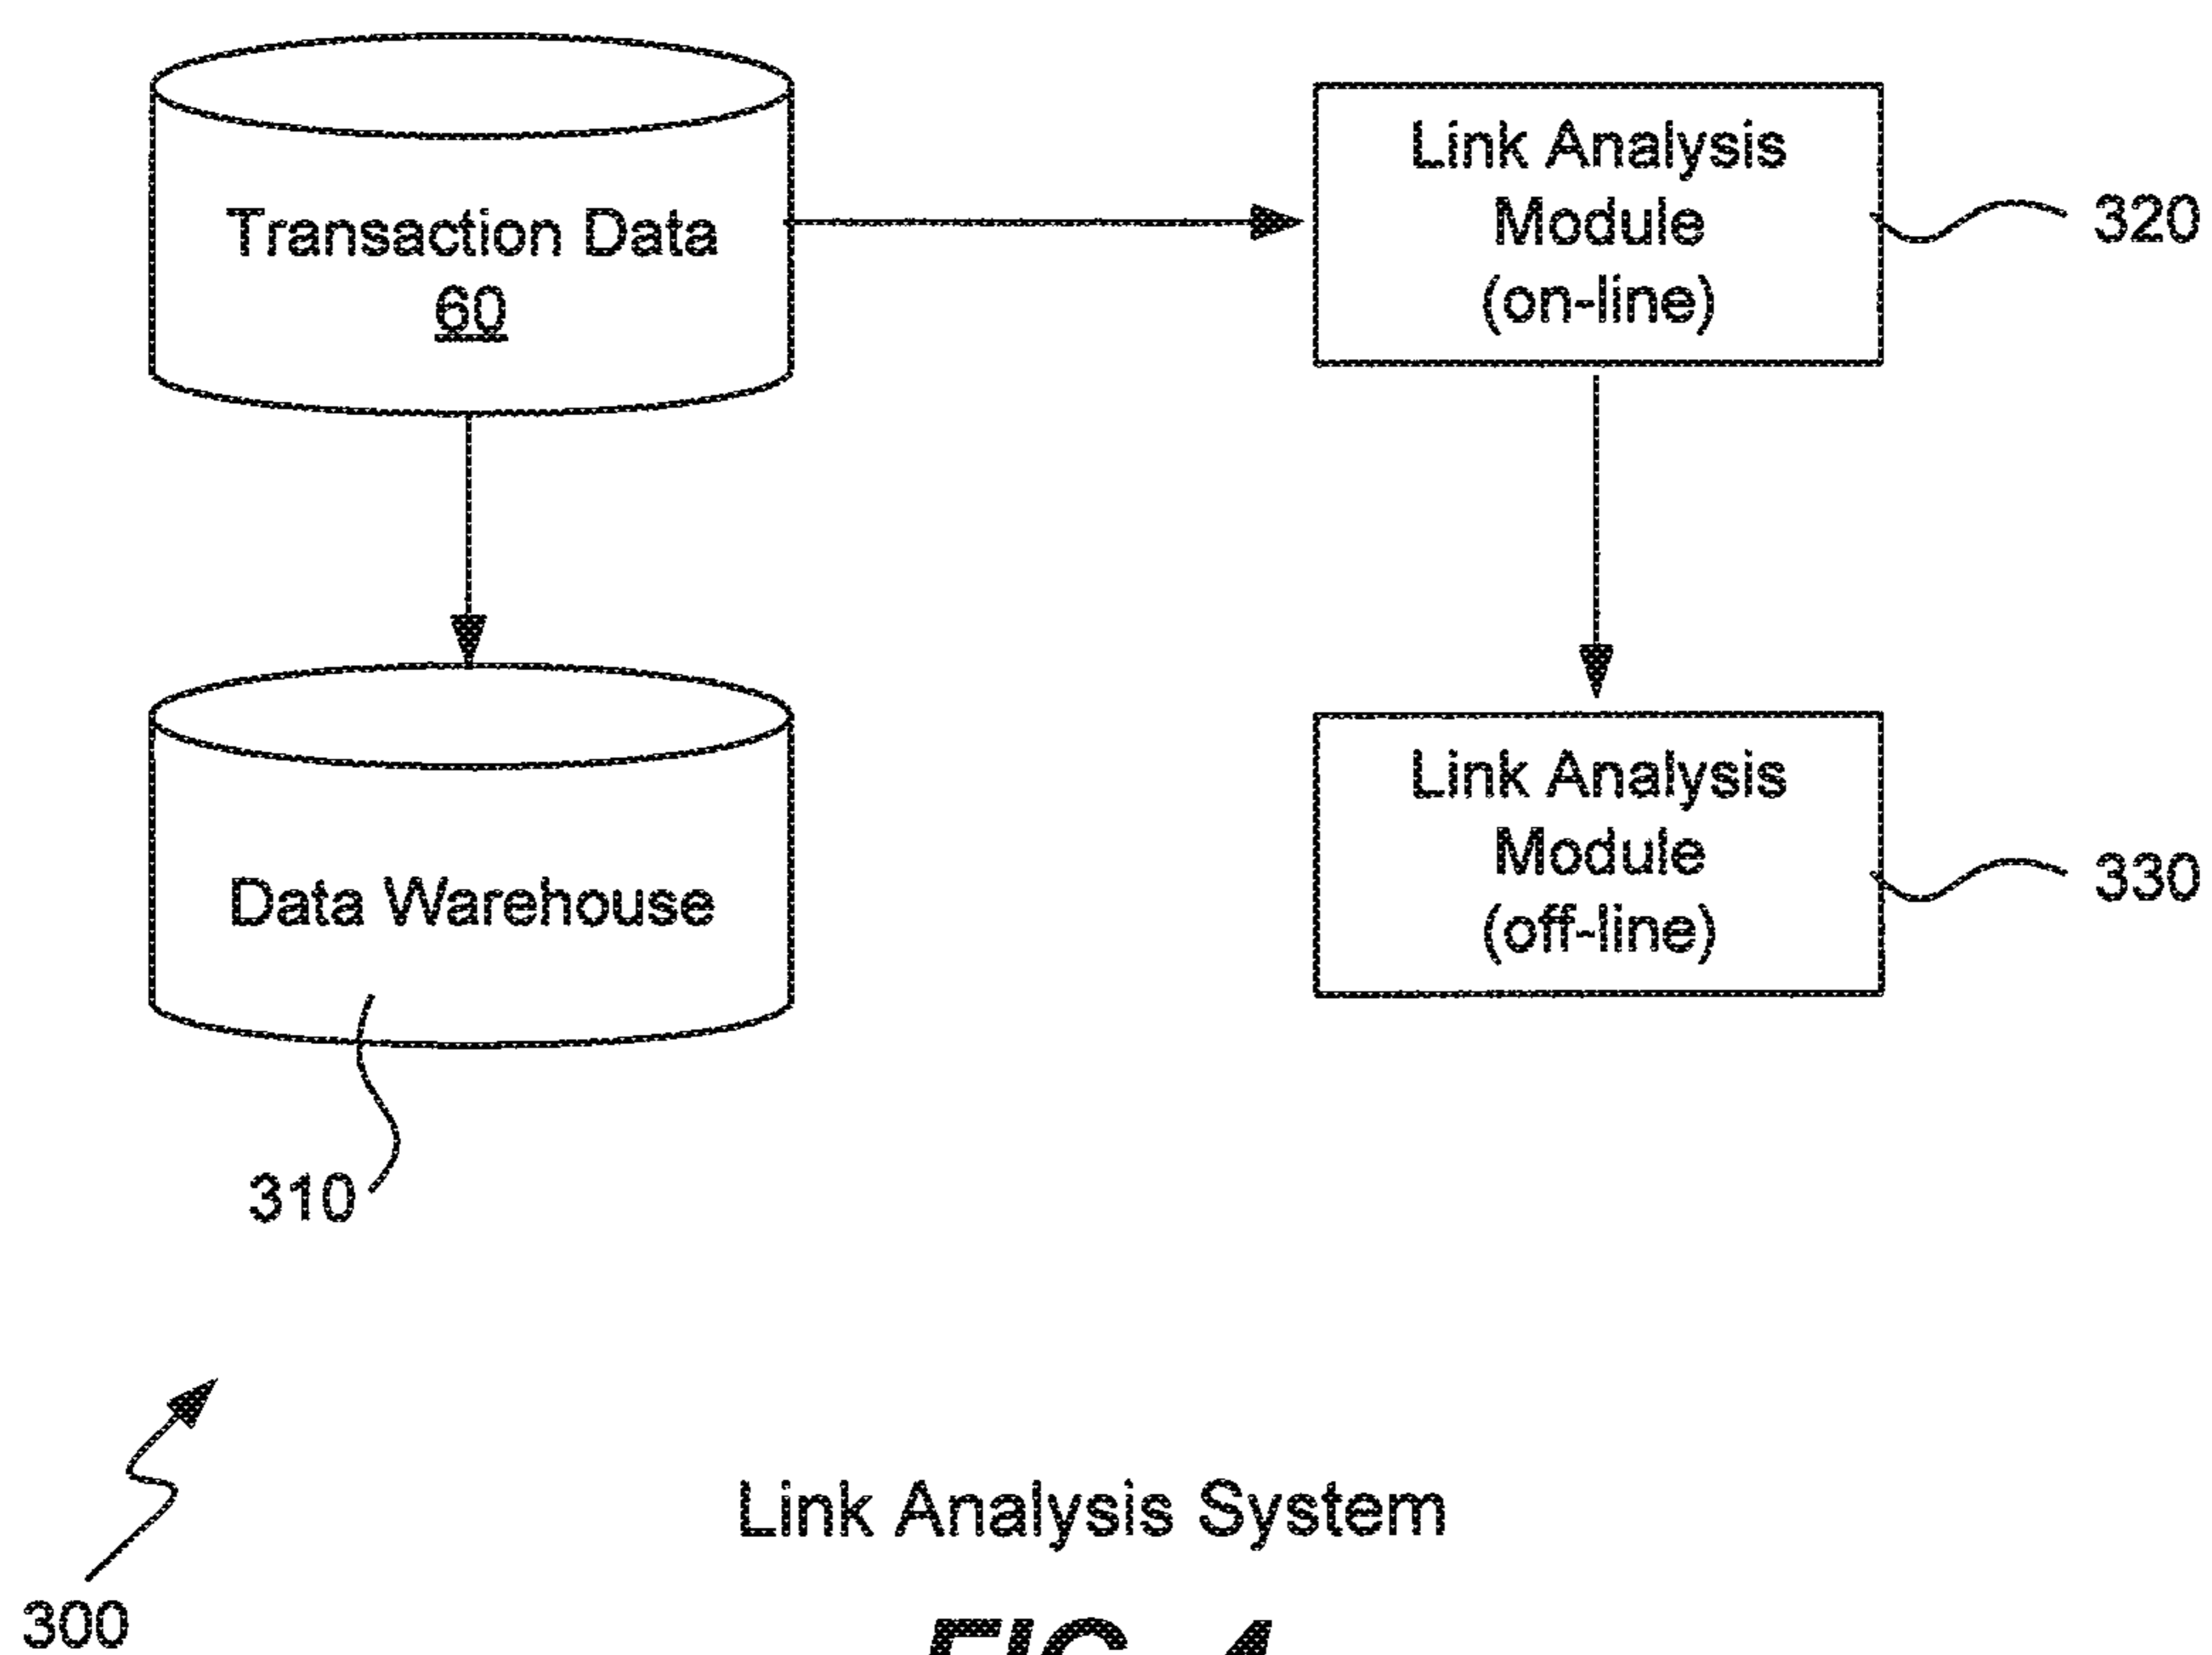 Transaction Data
60
Link Analysis
Module
(on-line)
320
Data Warehouse
310
Link Analysis
Module
(off-line)
330
300
Link Analysis System